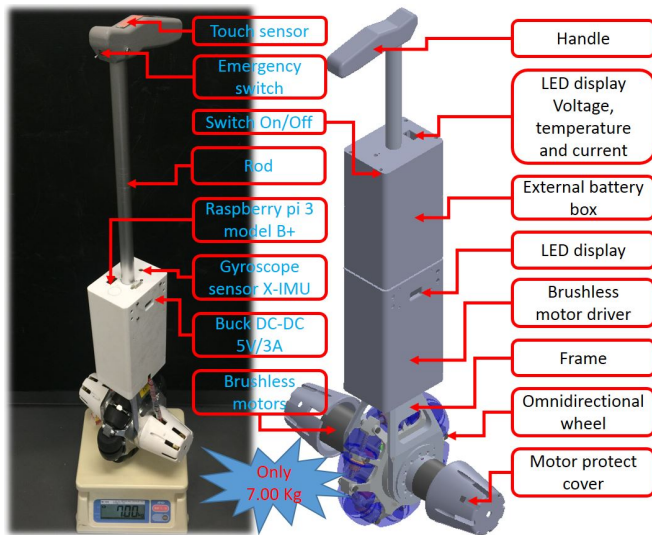 Touch sensor
Emergency
switch
Switch On/Off
Rod
Raspberry pi 3
model B+
Gyroscope
sensor X-IMU
Buck DC-DC
5V/3A
Brushless
motors
Only
7.00 Kg
7.00
Handle
LED display
Voltage,
temperature
and current
External battery
box
LED display
Brushless
motor driver
Frame
Omnidirectional
wheel
Motor protect
cover